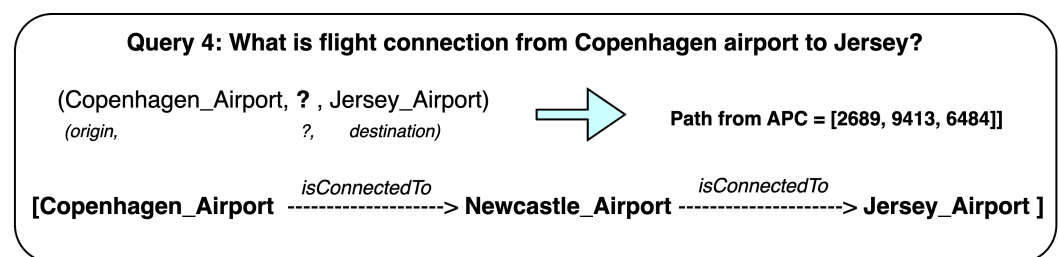 Query 4: What is flight connection from Copenhagen airport to Jersey?
(Copenhagen_Airport, ? , Jersey_Airport)
(origin, ?, destination)
Path from APC = [2689, 9413, 6484]]
isConnectedTo isConnectedTo
[Copenhagen_Airport --------------------> Newcastle_Airport ---------------------> Jersey_Airport ]